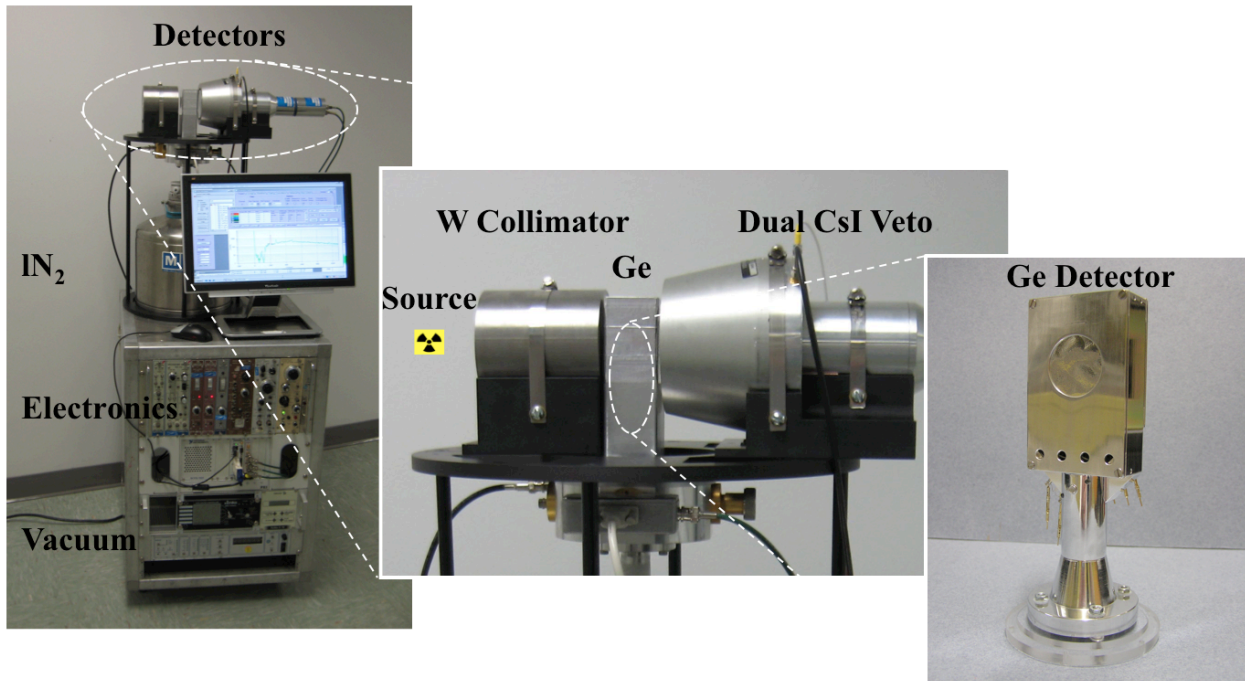 Detectors
lN₂
Electronics
Vacuum
W Collimator
Dual CsI Veto
Ge
Source
Ge Detector
M